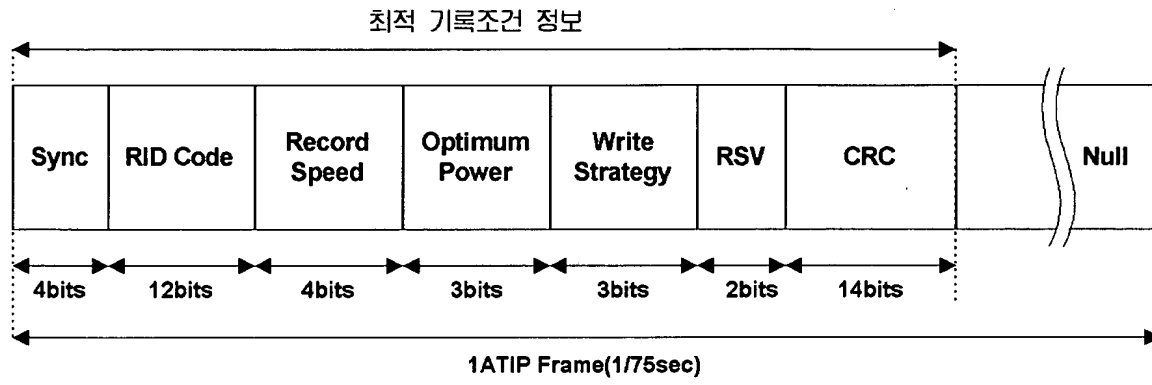 최적 기록조건 정보
Sync
RID Code
Record
Speed
Optimum
Power
Write
Strategy
RSV
CRC
Null
4bits
12bits
4bits
3bits
3bits
2bits
14bits
1ATIP Frame(1/75sec)